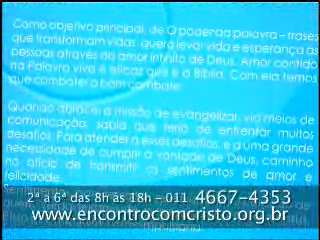 Como objetivo principal, de O poder da palavra – frases
que transformam vidas, quero levar vida e esperança às
pessoas através do amor infinito de Deus. Amor contido
na Palavra viva e eficaz que é a Bíblia. Com ela temos
que combater o bom combate.
Quando abracei a missão de evangelizar, via meios de
comunicação, sabia que teria de enfrentar muitos
desafios. Para atender a esses desafios, e a uma grande
necessidade de cumprir a vontade de Deus, caminho
no ofício de transmitir os sentimentos de amor e
felicidade.
Sentimento
2ª a 6ª das 8h às 18h - 011 4667-4353
www.encontrocomcristo.org.br